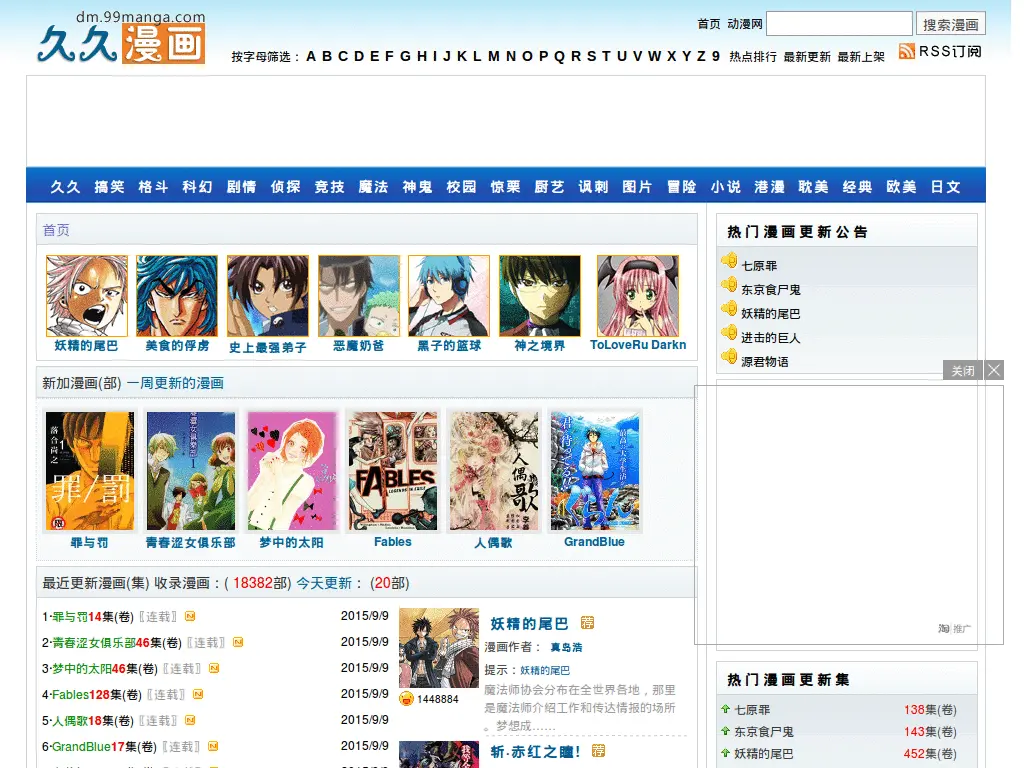 dm.99manga.com
久久漫画
首页 动漫网
搜索漫画
按字母筛选： A B C D E F G H I J K L M N O P Q R S T U V W X Y Z 9 热点排行 最新更新 最新上架 RSS订阅
久久 搞笑 格斗 科幻 剧情 侦探 竞技 魔法 神鬼 校园 惊栗 厨艺 讽刺 图片 冒险 小说 港漫 耽美 经典 欧美 日文
首页
妖精的尾巴 美食的俘虏 史上最强弟子 恶魔奶爸 黑子的篮球 神之境界 ToLoveRu Darkn
热门漫画更新公告
七原罪
东京食尸鬼
妖精的尾巴
进击的巨人
源君物语
关闭
新加漫画(部) 一周更新的漫画
落合尚之
1
罪/罚
FABLES
LEGENDS IN EXILE
人偶歌
罪与罚 青春涩女俱乐部 梦中的太阳 Fables 人偶歌 GrandBlue
最近更新漫画(集) 收录漫画：( 18382部) 今天更新： (20部)
1·罪与罚14集(卷)〖连载〗 2015/9/9
2·青春涩女俱乐部46集(卷)〖连载〗 2015/9/9
3·梦中的太阳46集(卷)〖连载〗 2015/9/9
4·Fables128集(卷)〖连载〗 2015/9/9
5·人偶歌18集(卷)〖连载〗 2015/9/9
6·GrandBlue17集(卷)〖连载〗 2015/9/9
妖精的尾巴 荐
漫画作者： 真岛浩
提示：妖精的尾巴
魔法师协会分布在全世界各地，那里
是魔法师介绍工作和传达情报的场所
。梦想成……
1448884
斩·赤红之瞳！ 荐
淘 推广
热门漫画更新集
七原罪 138集(卷)
东京食尸鬼 143集(卷)
妖精的尾巴 452集(卷)